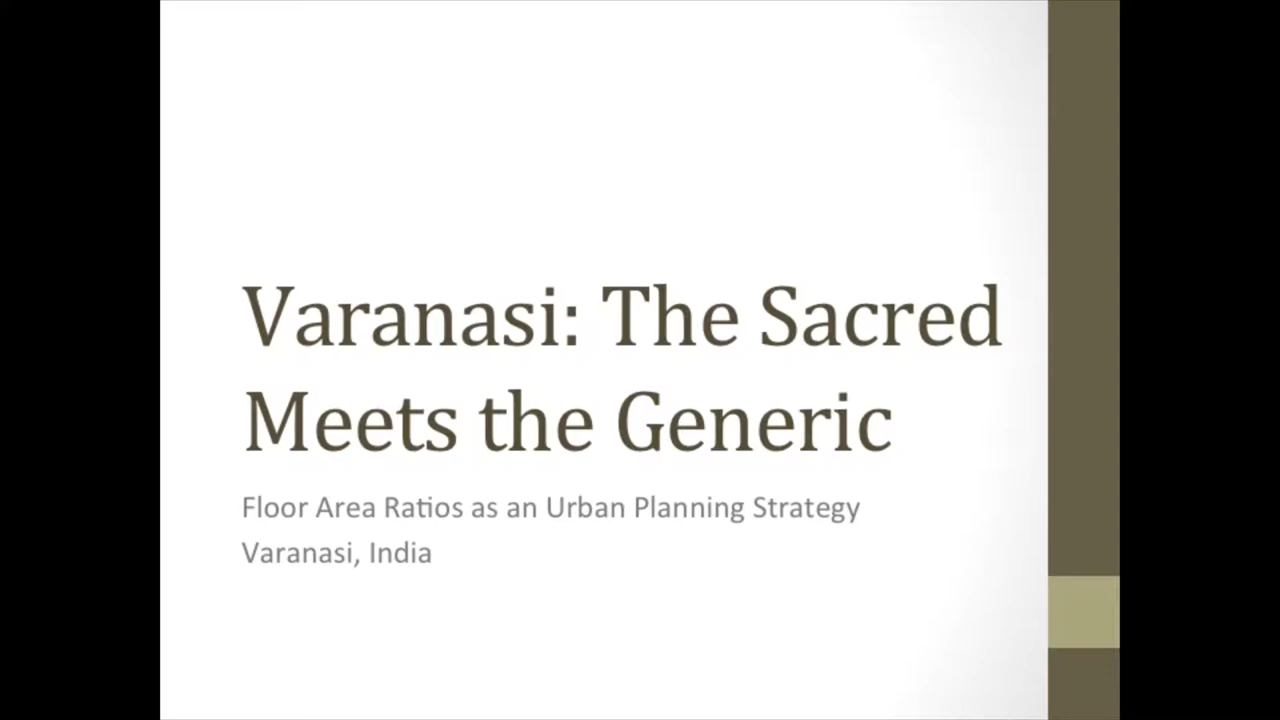 Varanasi: The Sacred
Meets the Generic
Floor Area Ratios as an Urban Planning Strategy
Varanasi, India